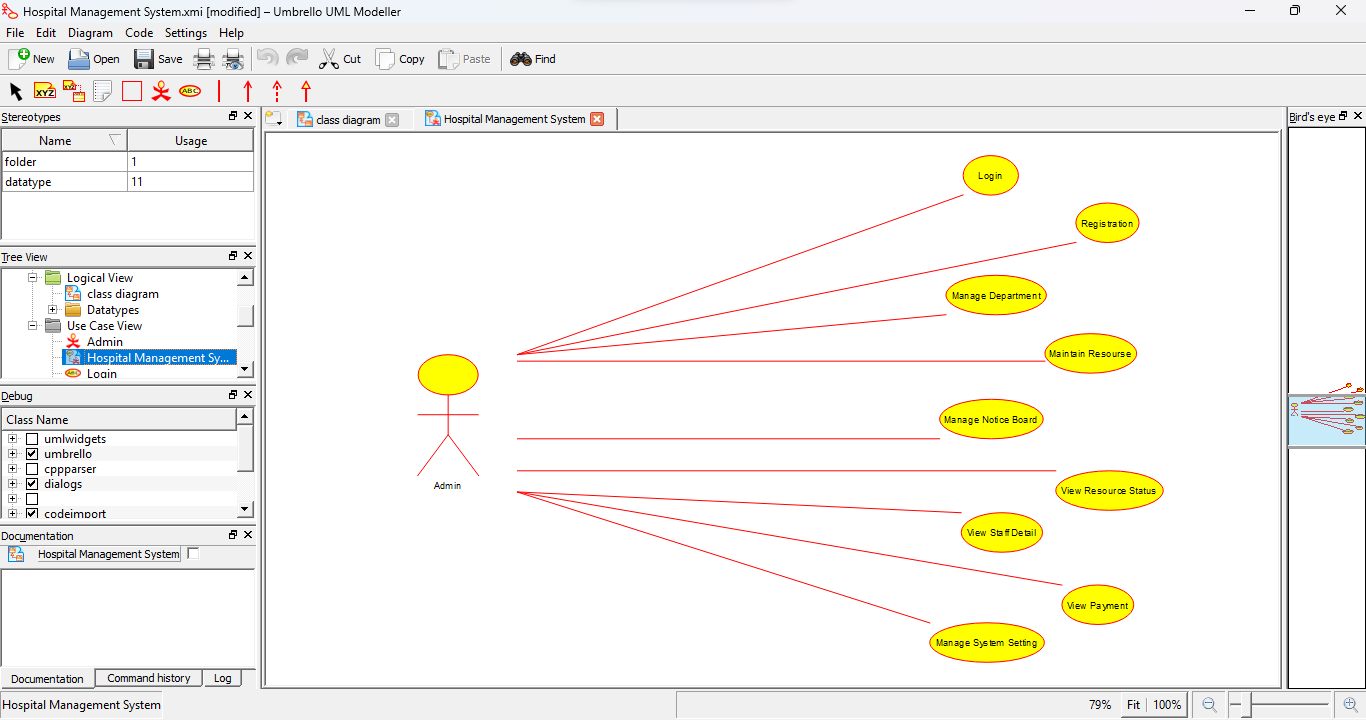 Hospital Management System.xmi [modified] – Umbrello UML Modeller
File Edit Diagram Code Settings Help
New Open Save Cut Copy Paste Find
XYZ XYZ ABC
Stereotypes
Name Usage
folder 1
datatype 11
Tree View
Logical View
class diagram
Datatypes
Use Case View
Admin
Hospital Management Sy...
ABC Login
Debug
Class Name
umlwidgets
umbrello
cppparser
dialogs
codeimport
Documentation
Hospital Management System
Documentation Command history Log
class diagram Hospital Management System
Login
Registration
Manage Department
Maintain Resourse
Manage Notice Board
View Resource Status
View Staff Detail
View Payment
Manage System Setting
Admin
Bird's eye
Hospital Management System
79% Fit 100%